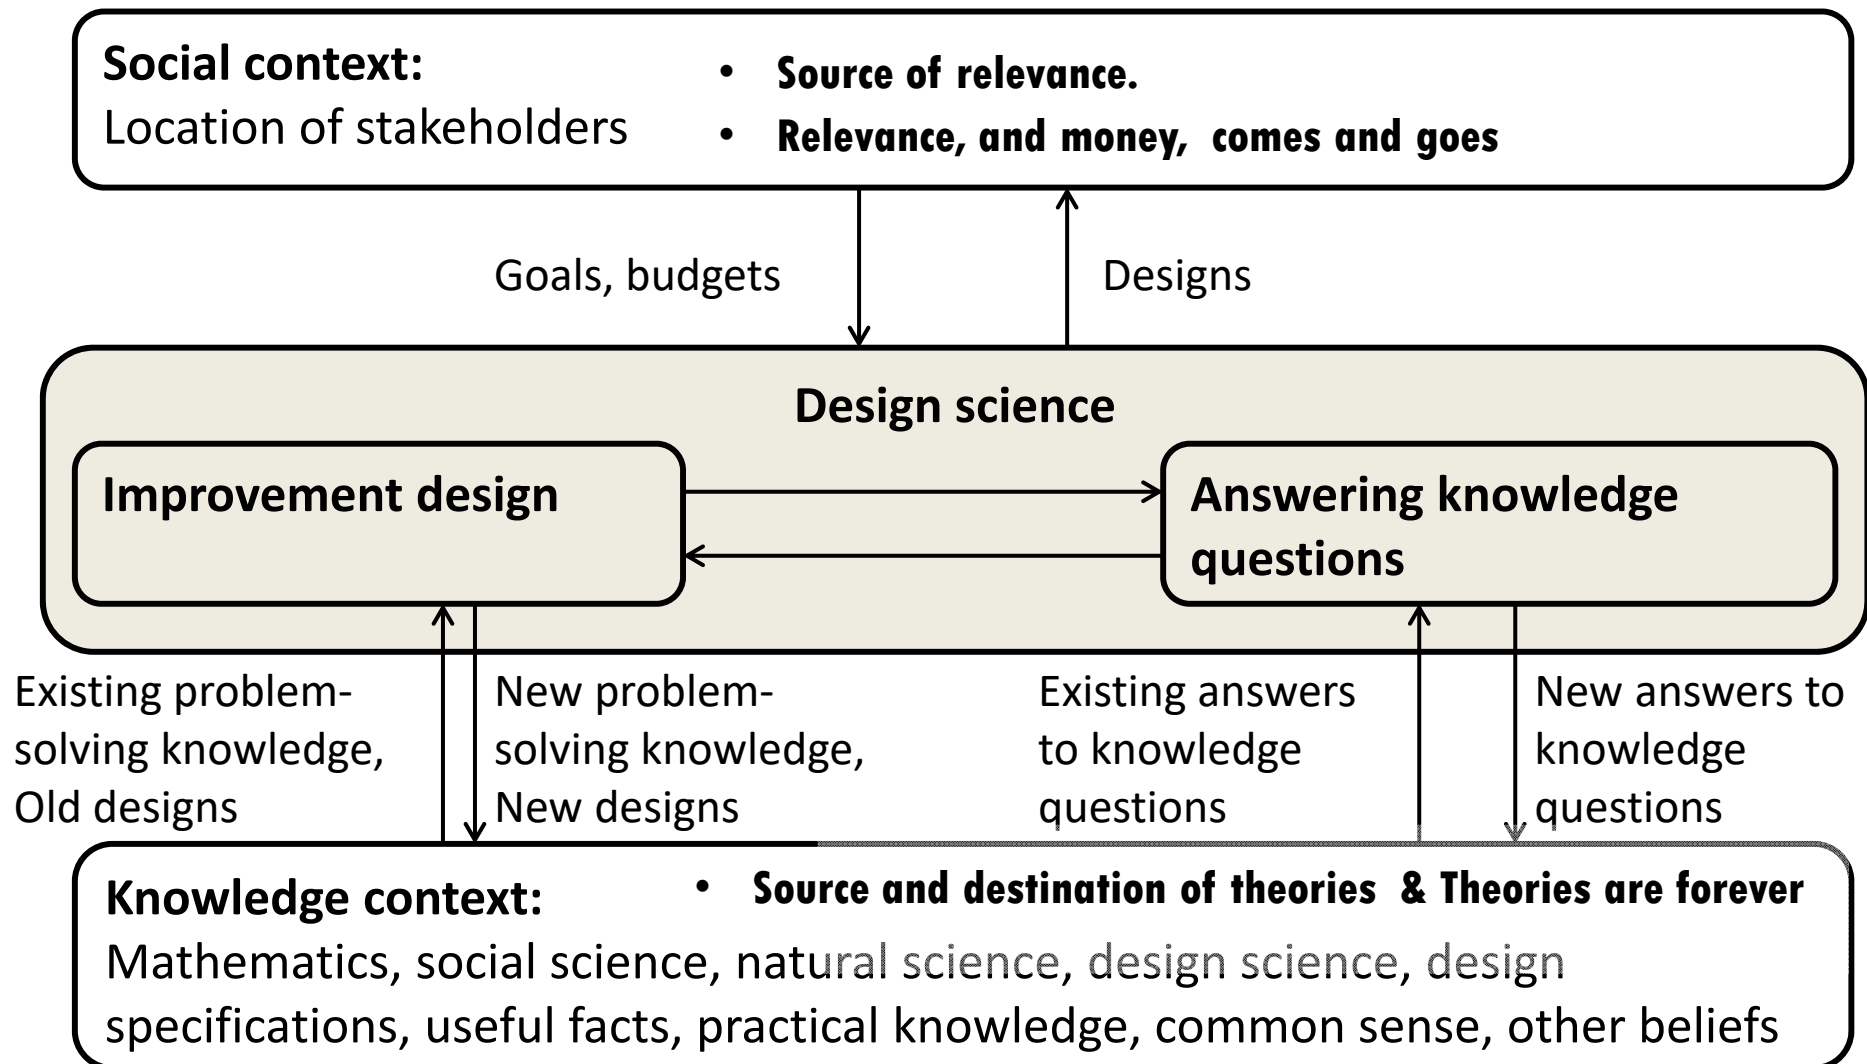 Social context:
Location of stakeholders
• Source of relevance.
• Relevance, and money, comes and goes
Goals, budgets
Designs
Design science
Improvement design
Answering knowledge
questions
Existing problem-
solving knowledge,
Old designs
New problem-
solving knowledge,
New designs
Existing answers
to knowledge
questions
New answers to
knowledge
questions
Knowledge context:
• Source and destination of theories & Theories are forever
Mathematics, social science, natural science, design science, design
specifications, useful facts, practical knowledge, common sense, other beliefs